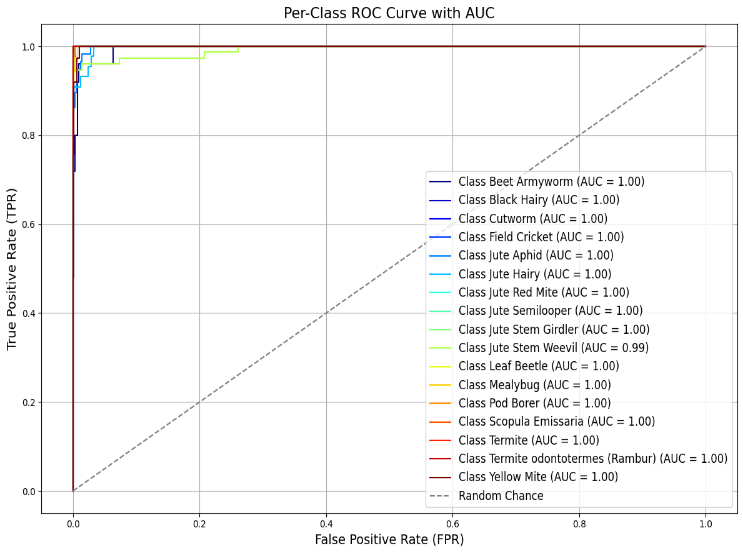 Per-Class ROC Curve with AUC
1.0
0.8
0.6
0.4
0.2
0.0
True Positive Rate (TPR)
Class Beet Armyworm (AUC = 1.00)
Class Black Hairy (AUC = 1.00)
Class Cutworm (AUC = 1.00)
Class Field Cricket (AUC = 1.00)
Class Jute Aphid (AUC = 1.00)
Class Jute Hairy (AUC = 1.00)
Class Jute Red Mite (AUC = 1.00)
Class Jute Semilooper (AUC = 1.00)
Class Jute Stem Girdler (AUC = 1.00)
Class Jute Stem Weevil (AUC = 0.99)
Class Leaf Beetle (AUC = 1.00)
Class Mealybug (AUC = 1.00)
Class Pod Borer (AUC = 1.00)
Class Scopula Emissaria (AUC = 1.00)
Class Termite (AUC = 1.00)
Class Termite odontotermes (Rambur) (AUC = 1.00)
Class Yellow Mite (AUC = 1.00)
Random Chance
0.0 0.2 0.4 0.6 0.8 1.0
False Positive Rate (FPR)